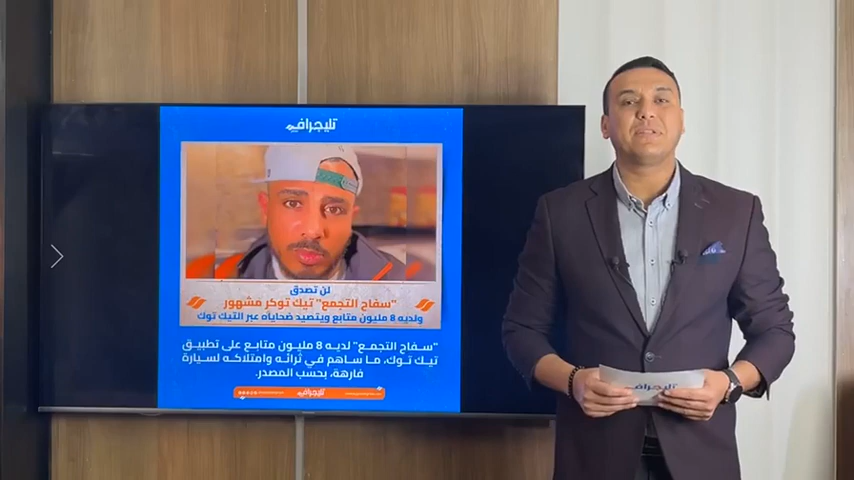 تليجراف
لن تصدق
"سفاح التجمع" تيك توكر مشهور
ولديه 8 مليون متابع ويتصيد ضحاياه عبر التيك توك
"سفاح التجمع" لديه 8 مليون متابع على تطبيق
تيك توك، ما ساهم في ثرائه وامتلاكه لسيارة
فارهة، بحسب المصدر.
تليجراف
تليجراف